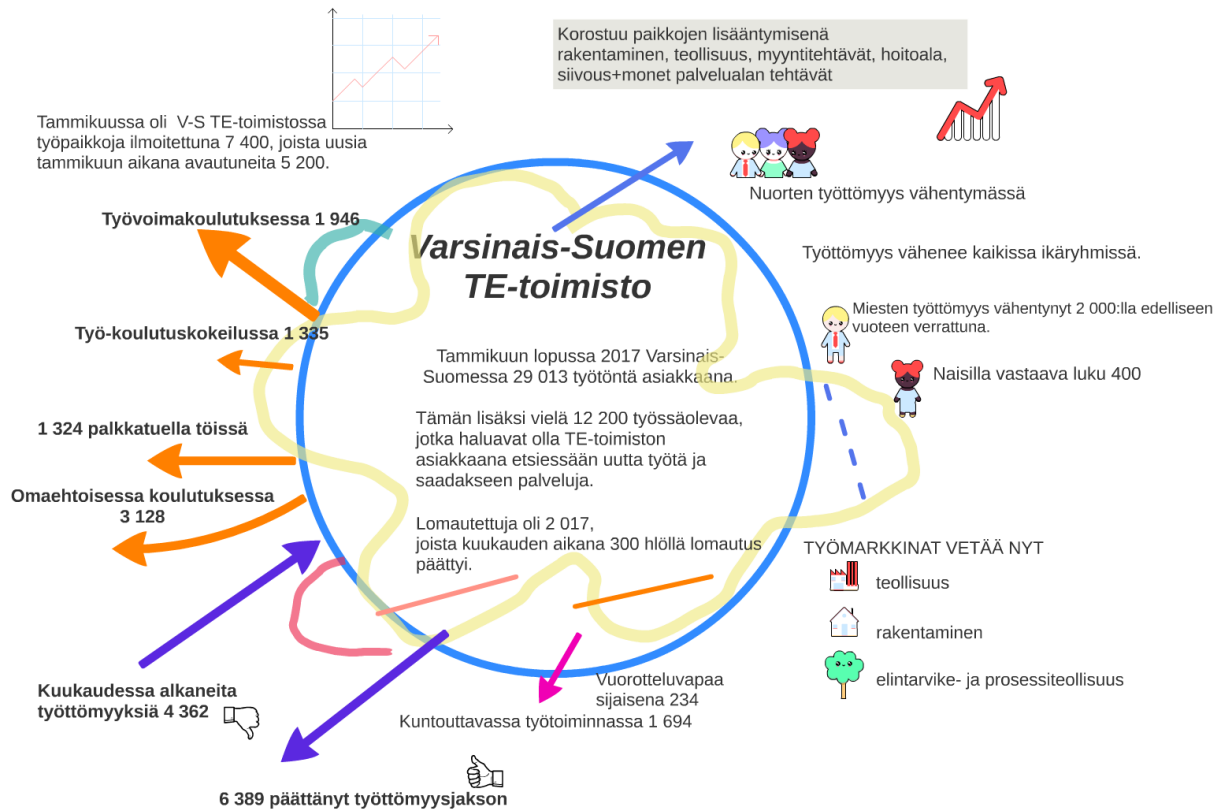 Korostuu paikkojen lisääntymisenä
rakentaminen, teollisuus, myyntitehtävät, hoitoala,
siivous+monet palvelualan tehtävät
Tammikuussa oli V-S TE-toimistossa
työpaikkoja ilmoitettuna 7 400, joista uusia
tammikuun aikana avautuneita 5 200.
Nuorten työttömyys vähentymässä
Työvoimakoulutuksessa 1 946
Varsinais-Suomen
TE-toimisto
Työttömyys vähenee kaikissa ikäryhmissä.
Miesten työttömyys vähentynyt 2 000:lla edelliseen
vuoteen verrattuna.
Työ-koulutuskokeilussa 1 335
Naisilla vastaava luku 400
Tammikuun lopussa 2017 Varsinais-
Suomessa 29 013 työtöntä asiakkaana.
Tämän lisäksi vielä 12 200 työssäolevaa,
jotka haluavat olla TE-toimiston
asiakkaana etsiessään uutta työtä ja
saadakseen palveluja.
1 324 palkkatuella töissä
Omaehtoisessa koulutuksessa
3 128
Lomautettuja oli 2 017,
joista kuukauden aikana 300 hlöllä lomautus
päättyi.
TYÖMARKKINAT VETÄÄ NYT
teollisuus
rakentaminen
elintarvike- ja prosessiteollisuus
Kuukaudessa alkaneita
työttömyyksiä 4 362
Vuorotteluvapaa
sijaisena 234
Kuntouttavassa työtoiminnassa 1 694
6 389 päättänyt työttömyysjakson